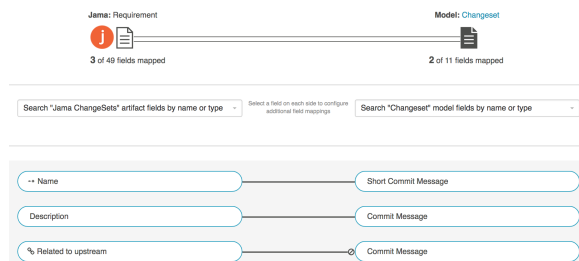 Jama: Requirement
Model: Changeset
j
3 of 49 fields mapped
2 of 11 fields mapped
Search "Jama ChangeSets" artifact fields by name or type
Select a field on each side to configure
additional field mappings
Search "Changeset" model fields by name or type
Name
Short Commit Message
Description
Commit Message
Related to upstream
Commit Message